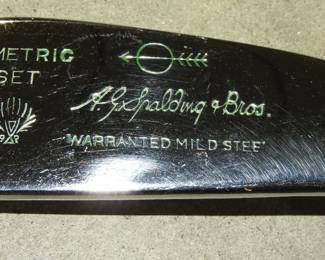 METRIC
SET
A.G. Spalding & Bros.
"WARRANTED MILD STEE